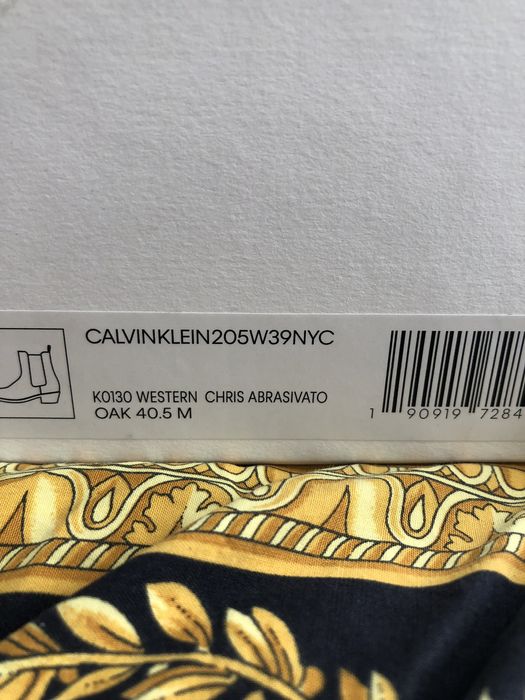 CALVINKLEIN205W39NYC
K0130 WESTERN CHRIS ABRASIVATO
OAK 40.5 M
1 90919 7284